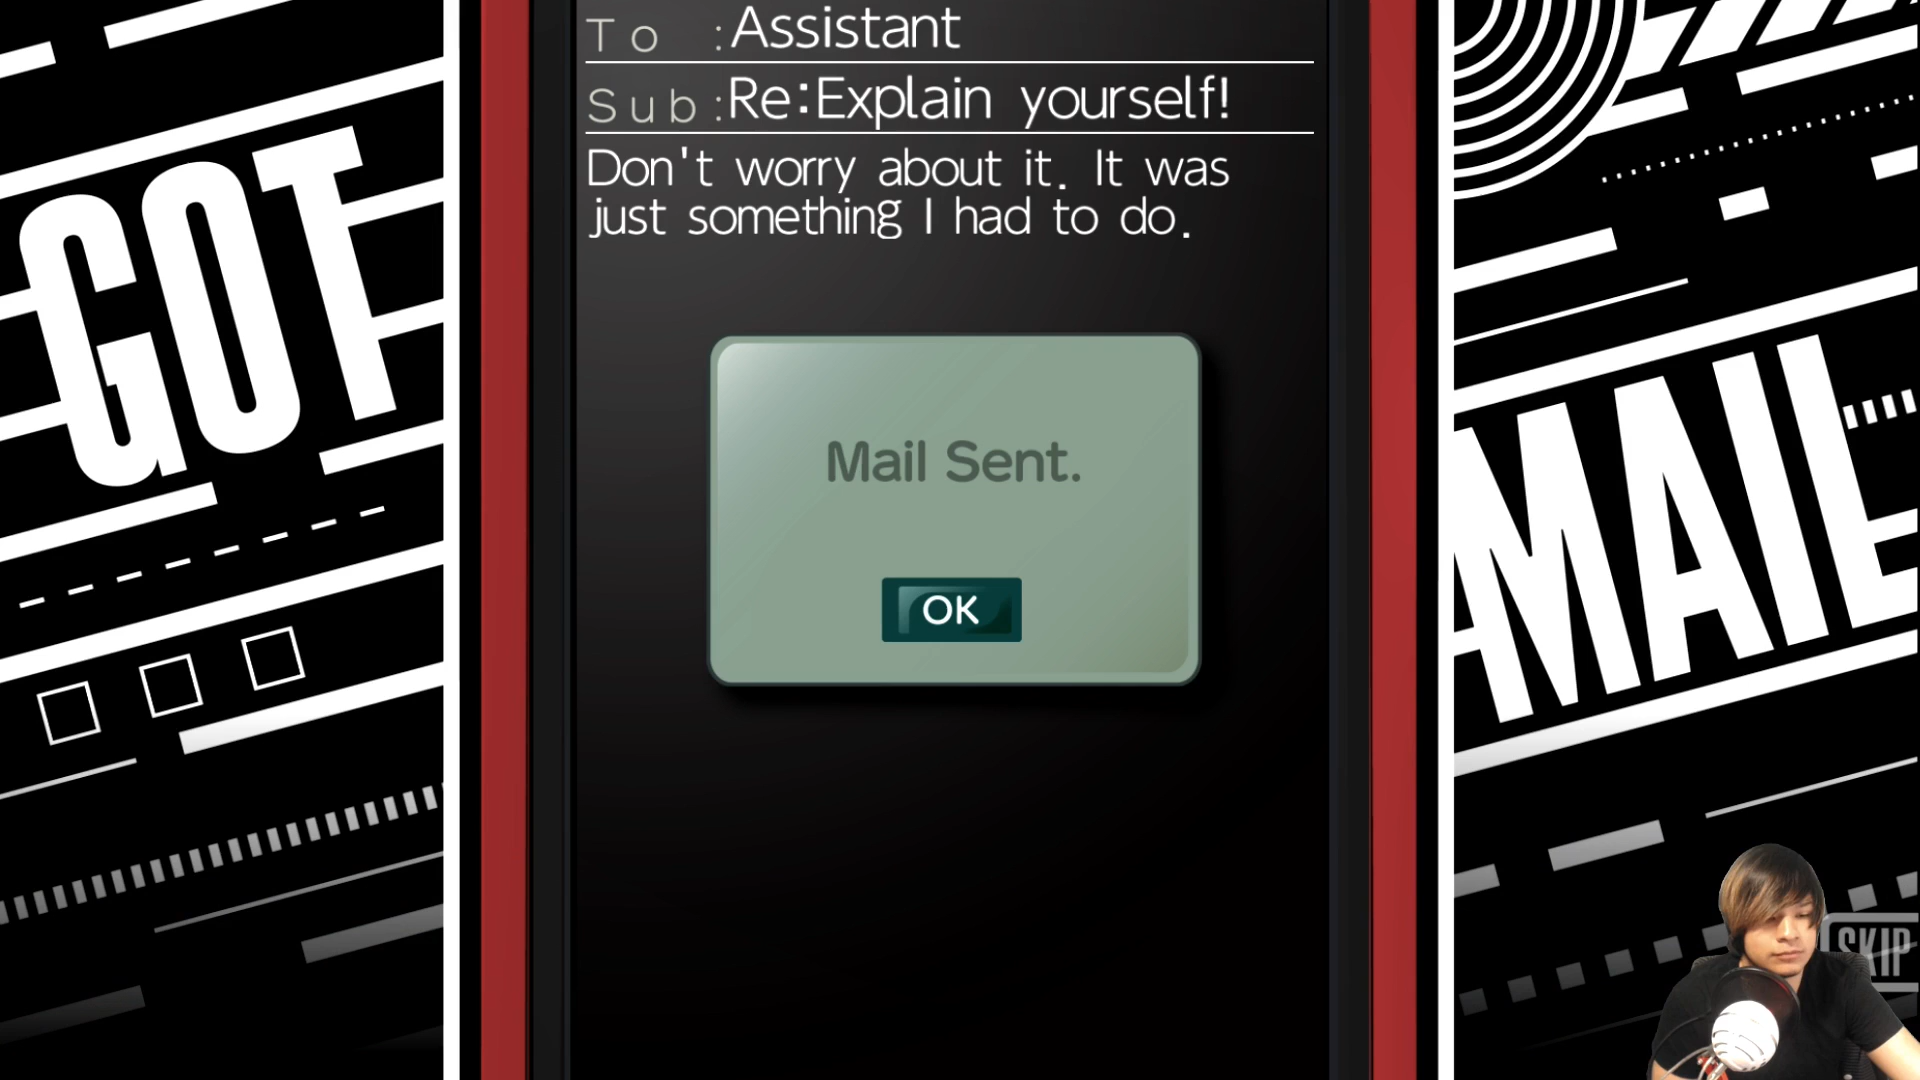 GOT
To :Assistant
Sub:Re:Explain yourself!
Don't worry about it. It was
just something I had to do.
Mail Sent.
OK
MAIL
SKIP